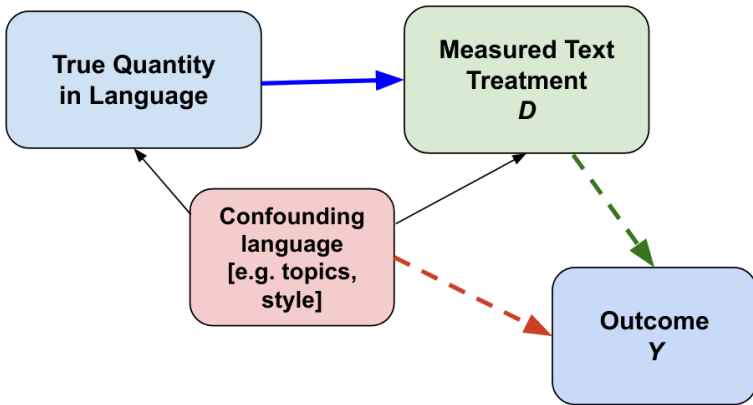 True Quantity
in Language
Measured Text
Treatment
D
Confounding
language
[e.g. topics,
style]
Outcome
Y